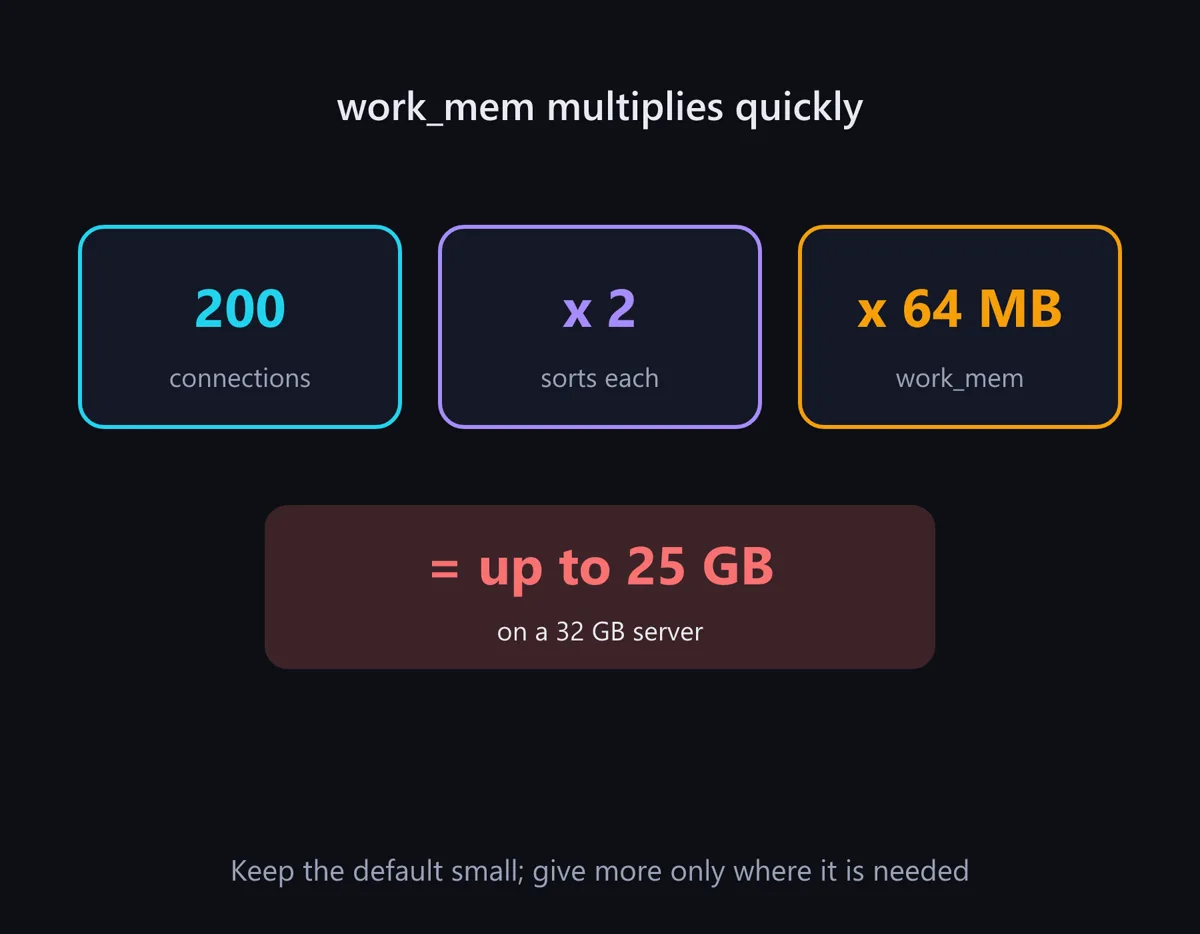 work_mem multiplies quickly
200
connections
x 2
sorts each
x 64 MB
work_mem
= up to 25 GB
on a 32 GB server
Keep the default small; give more only where it is needed